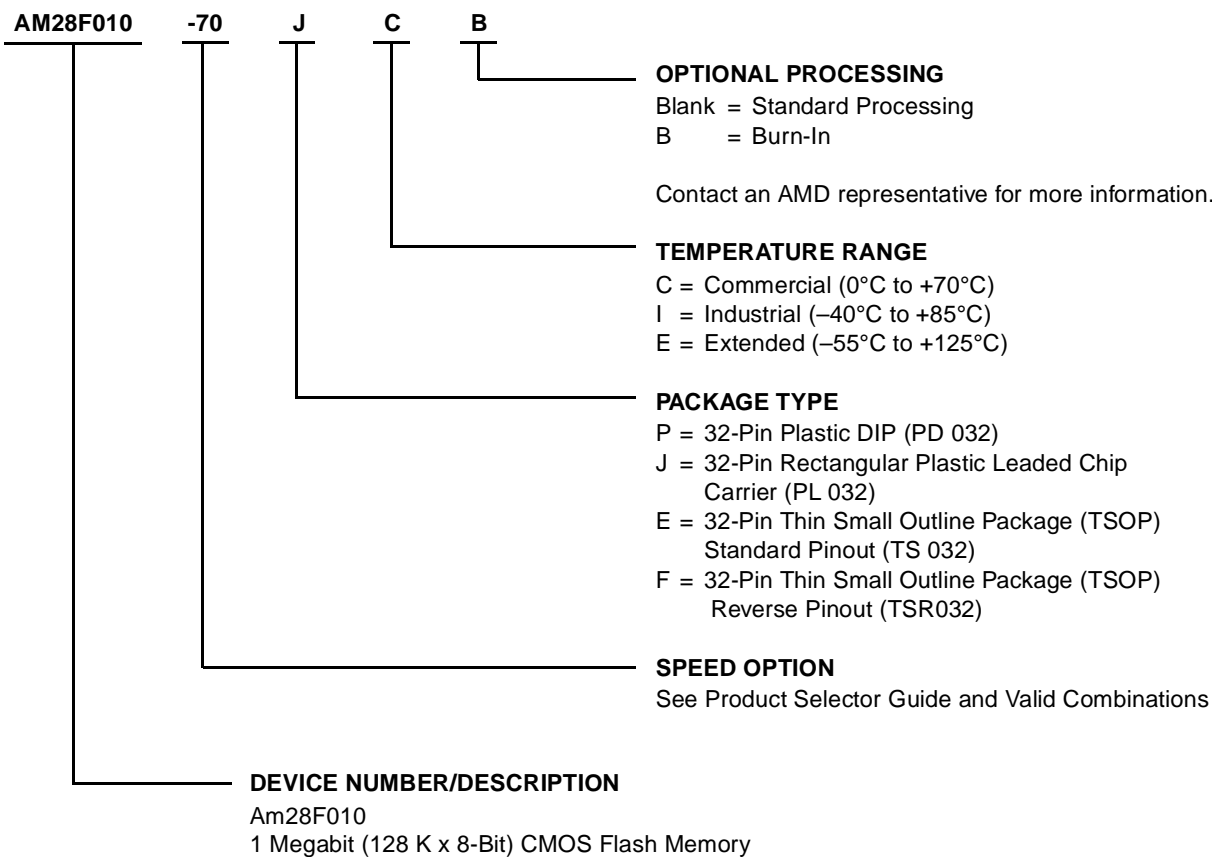 AM28F010 -70 J C B
OPTIONAL PROCESSING
Blank = Standard Processing
B = Burn-In
Contact an AMD representative for more information.
TEMPERATURE RANGE
C = Commercial (0°C to +70°C)
I = Industrial (–40°C to +85°C)
E = Extended (–55°C to +125°C)
PACKAGE TYPE
P = 32-Pin Plastic DIP (PD 032)
J = 32-Pin Rectangular Plastic Leaded Chip
Carrier (PL 032)
E = 32-Pin Thin Small Outline Package (TSOP)
Standard Pinout (TS 032)
F = 32-Pin Thin Small Outline Package (TSOP)
Reverse Pinout (TSR032)
SPEED OPTION
See Product Selector Guide and Valid Combinations
DEVICE NUMBER/DESCRIPTION
Am28F010
1 Megabit (128 K x 8-Bit) CMOS Flash Memory